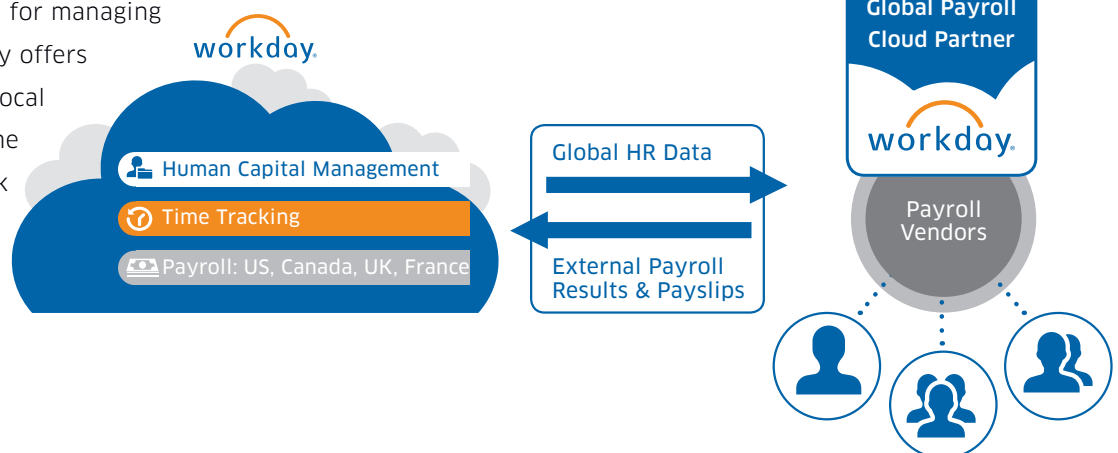 for managing
y offers
ocal
workday.
Human Capital Management
Time Tracking
Payroll: US, Canada, UK, France
Global HR Data
External Payroll
Results & Payslips
Global Payroll
Cloud Partner
workday.
Payroll
Vendors